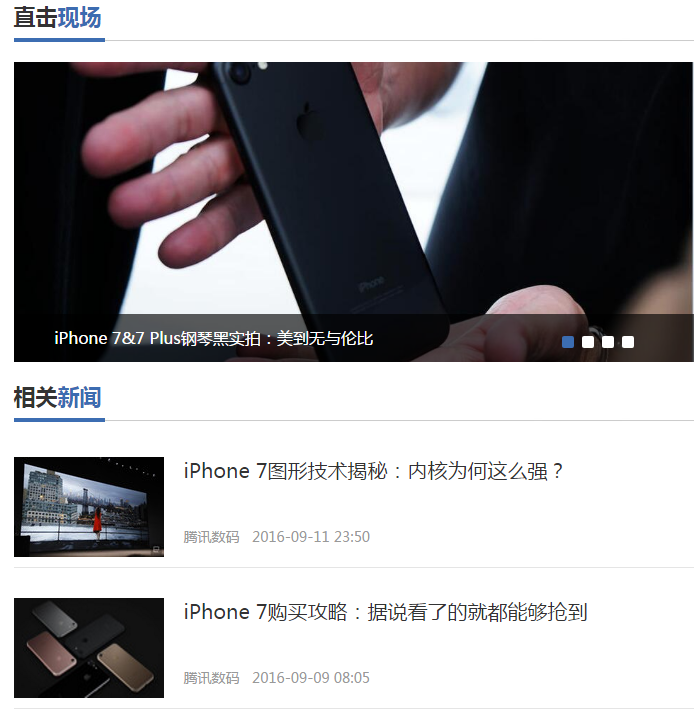 直击现场
iPhone
iPhone 7&7 Plus钢琴黑实拍：美到无与伦比
相关新闻
iPhone 7图形技术揭秘：内核为何这么强？
腾讯数码 2016-09-11 23:50
iPhone 7购买攻略：据说看了的就都能够抢到
腾讯数码 2016-09-09 08:05